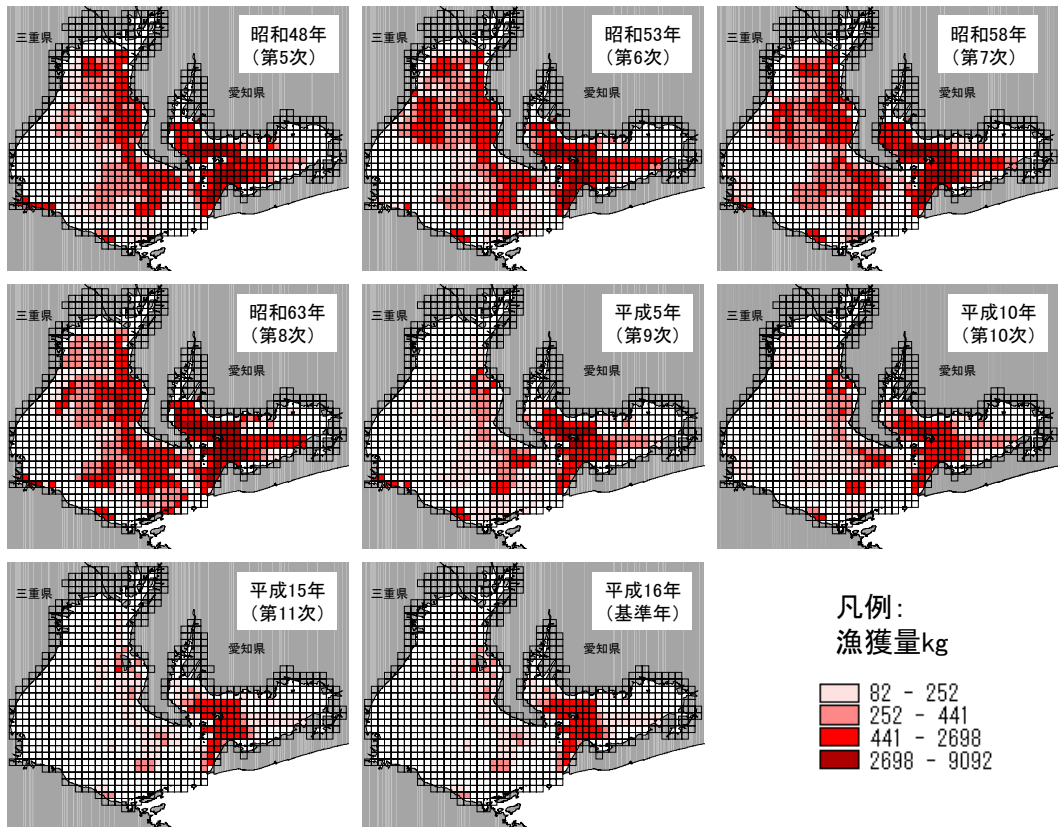 三重県
昭和48年
(第5次)
愛知県
三重県
昭和53年
(第6次)
愛知県
三重県
昭和58年
(第7次)
愛知県
三重県
昭和63年
(第8次)
愛知県
三重県
平成5年
(第9次)
愛知県
三重県
平成10年
(第10次)
愛知県
三重県
平成15年
(第11次)
愛知県
三重県
平成16年
(基準年)
愛知県
凡例:
漁獲量kg
82 - 252
252 - 441
441 - 2698
2698 - 9092